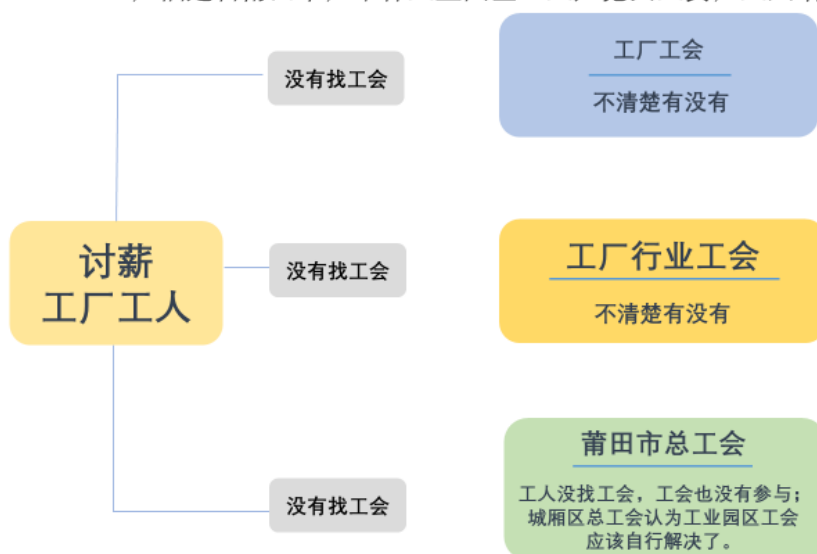 没有找工会
工厂工会
不清楚有没有
讨薪
工厂工人
没有找工会
工厂行业工会
不清楚有没有
没有找工会
莆田市总工会
工人没找工会，工会也没有参与；
城厢区总工会认为工业园区工会
应该自行解决了。